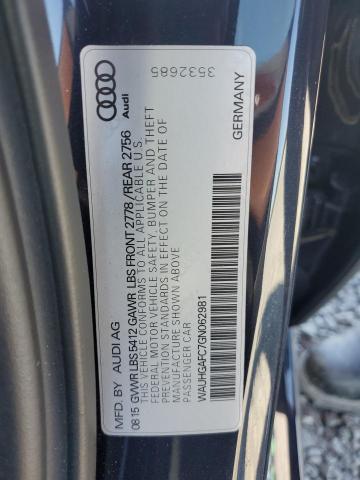 Audi
3532685
MFD. BY AUDI AG
GERMANY
08 15 GVWR LBS 5412 GAWR LBS FRONT 2778/REAR 2756
THIS VEHICLE CONFORMS TO ALL APPLICABLE U.S.
FEDERAL MOTOR VEHICLE SAFETY, BUMPER AND THEFT
PREVENTION STANDARDS IN EFFECT ON THE DATE OF
MANUFACTURE SHOWN ABOVE.
PASSENGER CAR
WAUHGAFC7GN062981